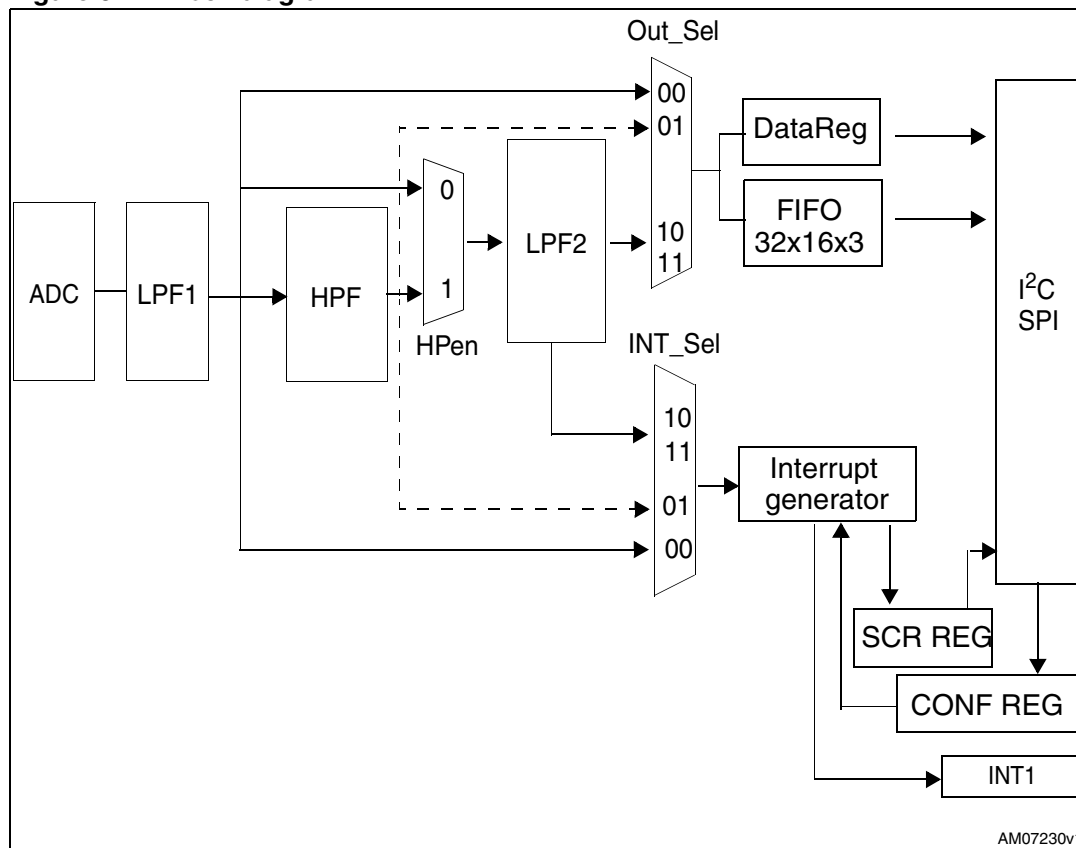 Out_Sel
00
01
10
11
DataReg
FIFO
32x16x3
I²C
SPI
0
1
HPen
LPF2
ADC
LPF1
HPF
INT_Sel
10
11
01
00
Interrupt
generator
SCR REG
CONF REG
INT1